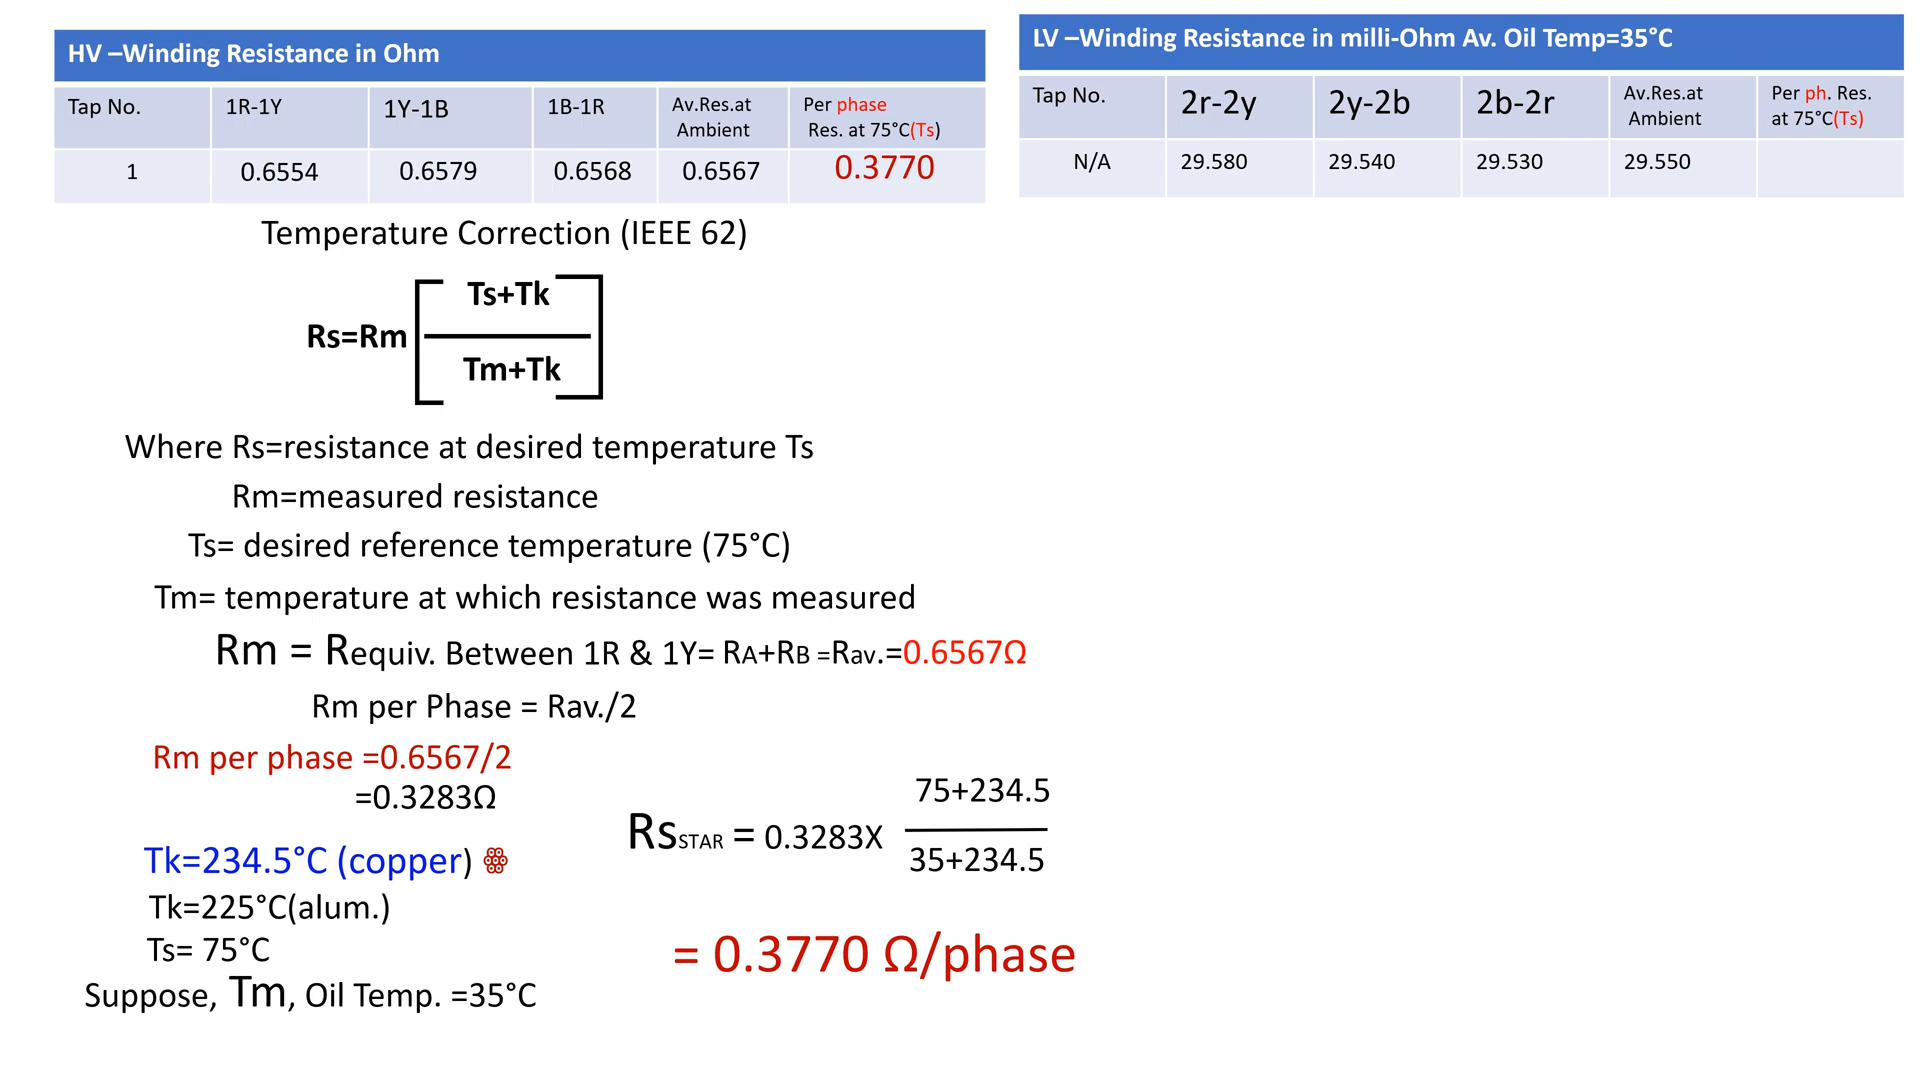 HV –Winding Resistance in Ohm
Tap No. 1R-1Y 1Y-1B 1B-1R Av.Res.at Ambient Per phase Res. at 75°C(Ts)
1 0.6554 0.6579 0.6568 0.6567 0.3770
LV –Winding Resistance in milli-Ohm Av. Oil Temp=35°C
Tap No. 2r-2y 2y-2b 2b-2r Av.Res.at Ambient Per ph. Res. at 75°C(Ts)
N/A 29.580 29.540 29.530 29.550
Temperature Correction (IEEE 62)
Ts+Tk
Rs=Rm
Tm+Tk
Where Rs=resistance at desired temperature Ts
Rm=measured resistance
Ts= desired reference temperature (75°C)
Tm= temperature at which resistance was measured
Rm = Requiv. Between 1R & 1Y= RA+RB =Rav.=0.6567Ω
Rm per Phase = Rav./2
Rm per phase =0.6567/2
=0.3283Ω
Tk=234.5°C (copper)
Tk=225°C(alum.)
Ts= 75°C
Suppose, Tm, Oil Temp. =35°C
75+234.5
RsSTAR = 0.3283X
35+234.5
= 0.3770 Ω/phase